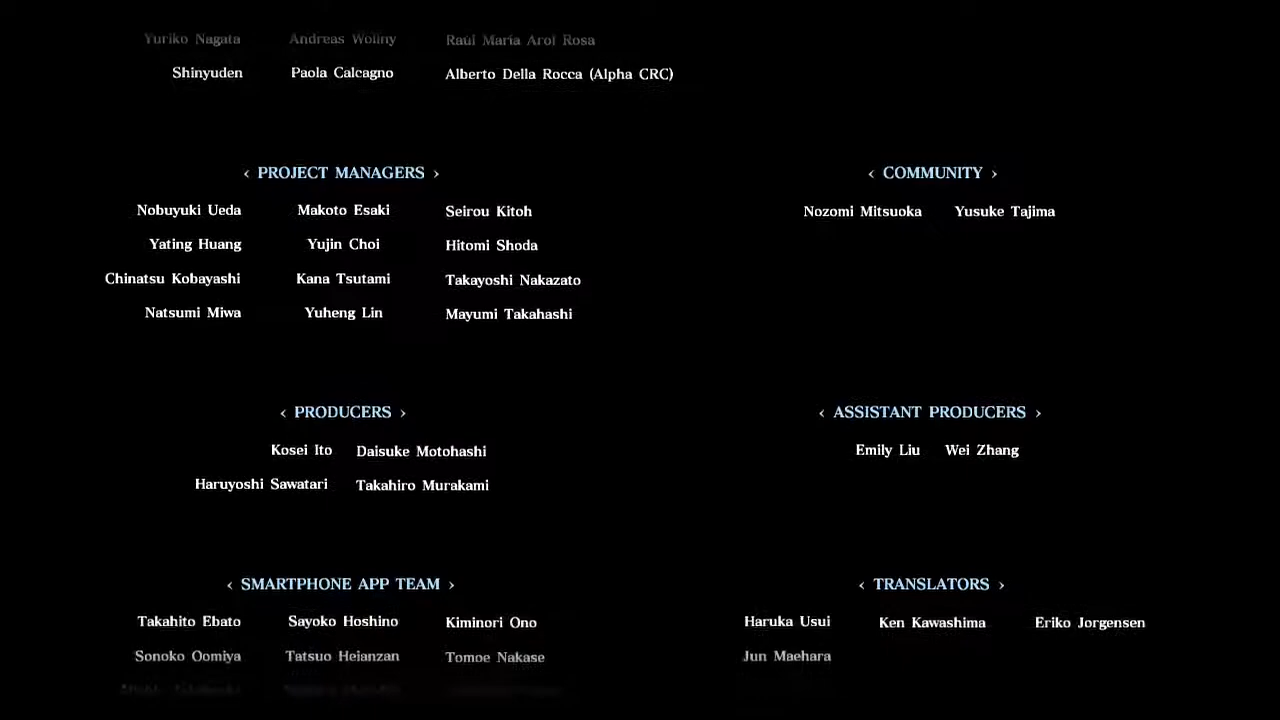 Yuriko Nagata Andreas Wollny Raúl María Arol Rosa
Shinyuden Paola Calcagno Alberto Della Rocca (Alpha CRC)
‹ PROJECT MANAGERS › ‹ COMMUNITY ›
Nobuyuki Ueda Makoto Esaki Seirou Kitoh Nozomi Mitsuoka Yusuke Tajima
Yating Huang Yujin Choi Hitomi Shoda
Chinatsu Kobayashi Kana Tsutami Takayoshi Nakazato
Natsumi Miwa Yuheng Lin Mayumi Takahashi
‹ PRODUCERS › ‹ ASSISTANT PRODUCERS ›
Kosei Ito Daisuke Motohashi Emily Liu Wei Zhang
Haruyoshi Sawatari Takahiro Murakami
‹ SMARTPHONE APP TEAM › ‹ TRANSLATORS ›
Takahito Ebato Sayoko Hoshino Kiminori Ono Haruka Usui Ken Kawashima Eriko Jorgensen
Sonoko Oomiya Tatsuo Heianzan Tomoe Nakase Jun Maehara